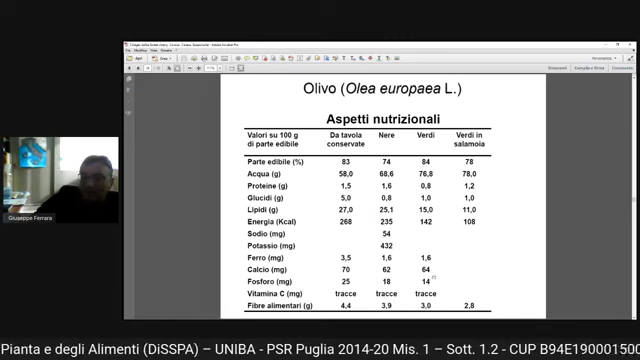 Olivo (Olea europaea L.)
Aspetti nutrizionali
Valori su 100 g di parte edibile Da tavola conservate Nere Verdi Verdi in salamoia
Parte edibile (%) 83 74 84 78
Acqua (g) 58,0 68,6 76,8 78,0
Proteine (g) 1,5 1,6 0,8 1,2
Glucidi (g) 5,0 0,8 1,0 1,0
Lipidi (g) 27,0 25,1 15,0 11,0
Energia (Kcal) 268 235 142 108
Sodio (mg) 54
Potassio (mg) 432
Ferro (mg) 3,5 1,6 1,6
Calcio (mg) 70 62 64
Fosforo (mg) 25 18 14
Vitamina C (mg) tracce tracce tracce
Fibre alimentari (g) 4,4 3,9 3,0 2,8
Giuseppe Ferrara
Pianta e degli Alimenti (DiSSPA) – UNIBA - PSR Puglia 2014-20 Mis. 1 – Sott. 1.2 - CUP B94E190001500